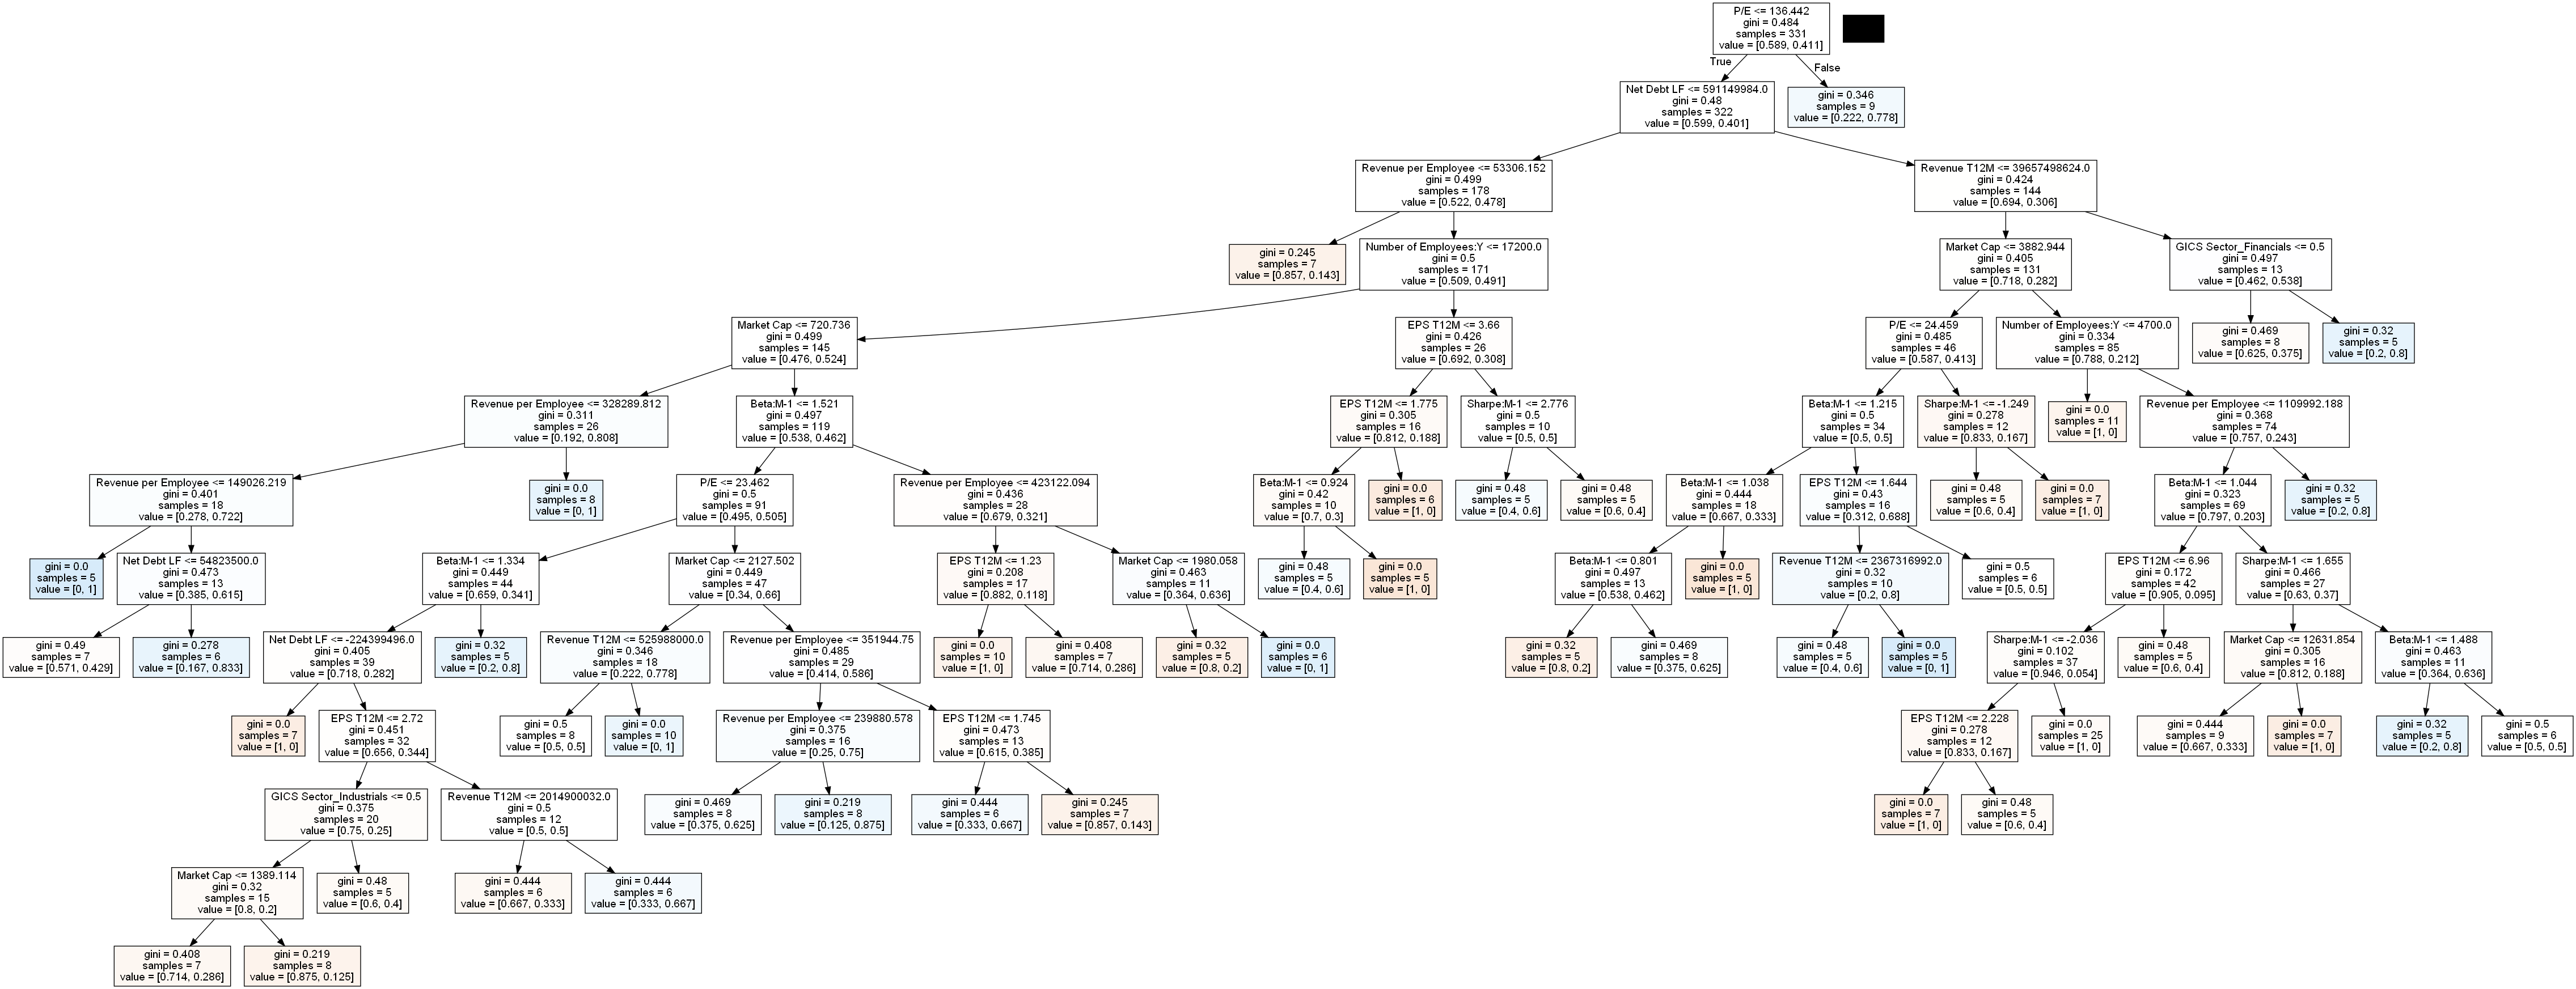 P/E <= 136.442
gini = 0.484
samples = 331
value = [0.589, 0.411]
True
False
Net Debt LF <= 591149984.0
gini = 0.48
samples = 322
value = [0.599, 0.401]
gini = 0.346
samples = 9
value = [0.222, 0.778]
Revenue per Employee <= 53306.152
gini = 0.499
samples = 178
value = [0.522, 0.478]
Revenue T12M <= 39657498624.0
gini = 0.424
samples = 144
value = [0.694, 0.306]
gini = 0.245
samples = 7
value = [0.857, 0.143]
Number of Employees:Y <= 17200.0
gini = 0.5
samples = 171
value = [0.509, 0.491]
Market Cap <= 3882.944
gini = 0.405
samples = 131
value = [0.718, 0.282]
GICS Sector_Financials <= 0.5
gini = 0.497
samples = 13
value = [0.462, 0.538]
Market Cap <= 720.736
gini = 0.499
samples = 145
value = [0.476, 0.524]
EPS T12M <= 3.66
gini = 0.426
samples = 26
value = [0.692, 0.308]
P/E <= 24.459
gini = 0.485
samples = 46
value = [0.587, 0.413]
Number of Employees:Y <= 4700.0
gini = 0.334
samples = 85
value = [0.788, 0.212]
gini = 0.469
samples = 8
value = [0.625, 0.375]
gini = 0.32
samples = 5
value = [0.2, 0.8]
Revenue per Employee <= 328289.812
gini = 0.311
samples = 26
value = [0.192, 0.808]
Beta:M-1 <= 1.521
gini = 0.497
samples = 119
value = [0.538, 0.462]
EPS T12M <= 1.775
gini = 0.305
samples = 16
value = [0.812, 0.188]
Sharpe:M-1 <= 2.776
gini = 0.5
samples = 10
value = [0.5, 0.5]
Beta:M-1 <= 1.215
gini = 0.5
samples = 34
value = [0.5, 0.5]
Sharpe:M-1 <= -1.249
gini = 0.278
samples = 12
value = [0.833, 0.167]
gini = 0.0
samples = 11
value = [1, 0]
Revenue per Employee <= 1109992.188
gini = 0.368
samples = 74
value = [0.757, 0.243]
Revenue per Employee <= 149026.219
gini = 0.401
samples = 18
value = [0.278, 0.722]
gini = 0.0
samples = 8
value = [0, 1]
P/E <= 23.462
gini = 0.5
samples = 91
value = [0.495, 0.505]
Revenue per Employee <= 423122.094
gini = 0.436
samples = 28
value = [0.679, 0.321]
Beta:M-1 <= 0.924
gini = 0.42
samples = 10
value = [0.7, 0.3]
gini = 0.0
samples = 6
value = [1, 0]
gini = 0.48
samples = 5
value = [0.4, 0.6]
gini = 0.48
samples = 5
value = [0.6, 0.4]
Beta:M-1 <= 1.038
gini = 0.444
samples = 18
value = [0.667, 0.333]
EPS T12M <= 1.644
gini = 0.43
samples = 16
value = [0.312, 0.688]
gini = 0.48
samples = 5
value = [0.6, 0.4]
gini = 0.0
samples = 7
value = [1, 0]
Beta:M-1 <= 1.044
gini = 0.323
samples = 69
value = [0.797, 0.203]
gini = 0.32
samples = 5
value = [0.2, 0.8]
gini = 0.0
samples = 5
value = [0, 1]
Net Debt LF <= 54823500.0
gini = 0.473
samples = 13
value = [0.385, 0.615]
Beta:M-1 <= 1.334
gini = 0.449
samples = 44
value = [0.659, 0.341]
Market Cap <= 2127.502
gini = 0.449
samples = 47
value = [0.34, 0.66]
EPS T12M <= 1.23
gini = 0.208
samples = 17
value = [0.882, 0.118]
Market Cap <= 1980.058
gini = 0.463
samples = 11
value = [0.364, 0.636]
gini = 0.48
samples = 5
value = [0.4, 0.6]
gini = 0.0
samples = 5
value = [1, 0]
Beta:M-1 <= 0.801
gini = 0.497
samples = 13
value = [0.538, 0.462]
gini = 0.0
samples = 5
value = [1, 0]
Revenue T12M <= 2367316992.0
gini = 0.32
samples = 10
value = [0.2, 0.8]
gini = 0.5
samples = 6
value = [0.5, 0.5]
EPS T12M <= 6.96
gini = 0.172
samples = 42
value = [0.905, 0.095]
Sharpe:M-1 <= 1.655
gini = 0.466
samples = 27
value = [0.63, 0.37]
gini = 0.49
samples = 7
value = [0.571, 0.429]
gini = 0.278
samples = 6
value = [0.167, 0.833]
Net Debt LF <= -224399496.0
gini = 0.405
samples = 39
value = [0.718, 0.282]
gini = 0.32
samples = 5
value = [0.2, 0.8]
Revenue T12M <= 525988000.0
gini = 0.346
samples = 18
value = [0.222, 0.778]
Revenue per Employee <= 351944.75
gini = 0.485
samples = 29
value = [0.414, 0.586]
gini = 0.0
samples = 10
value = [1, 0]
gini = 0.408
samples = 7
value = [0.714, 0.286]
gini = 0.32
samples = 5
value = [0.8, 0.2]
gini = 0.0
samples = 6
value = [0, 1]
gini = 0.32
samples = 5
value = [0.8, 0.2]
gini = 0.469
samples = 8
value = [0.375, 0.625]
gini = 0.48
samples = 5
value = [0.4, 0.6]
gini = 0.0
samples = 5
value = [0, 1]
Sharpe:M-1 <= -2.036
gini = 0.102
samples = 37
value = [0.946, 0.054]
gini = 0.48
samples = 5
value = [0.6, 0.4]
Market Cap <= 12631.854
gini = 0.305
samples = 16
value = [0.812, 0.188]
Beta:M-1 <= 1.488
gini = 0.463
samples = 11
value = [0.364, 0.636]
gini = 0.0
samples = 7
value = [1, 0]
EPS T12M <= 2.72
gini = 0.451
samples = 32
value = [0.656, 0.344]
gini = 0.5
samples = 8
value = [0.5, 0.5]
gini = 0.0
samples = 10
value = [0, 1]
Revenue per Employee <= 239880.578
gini = 0.375
samples = 16
value = [0.25, 0.75]
EPS T12M <= 1.745
gini = 0.473
samples = 13
value = [0.615, 0.385]
EPS T12M <= 2.228
gini = 0.278
samples = 12
value = [0.833, 0.167]
gini = 0.0
samples = 25
value = [1, 0]
gini = 0.444
samples = 9
value = [0.667, 0.333]
gini = 0.0
samples = 7
value = [1, 0]
gini = 0.32
samples = 5
value = [0.2, 0.8]
gini = 0.5
samples = 6
value = [0.5, 0.5]
GICS Sector_Industrials <= 0.5
gini = 0.375
samples = 20
value = [0.75, 0.25]
Revenue T12M <= 2014900032.0
gini = 0.5
samples = 12
value = [0.5, 0.5]
gini = 0.469
samples = 8
value = [0.375, 0.625]
gini = 0.219
samples = 8
value = [0.125, 0.875]
gini = 0.444
samples = 6
value = [0.333, 0.667]
gini = 0.245
samples = 7
value = [0.857, 0.143]
gini = 0.0
samples = 7
value = [1, 0]
gini = 0.48
samples = 5
value = [0.6, 0.4]
Market Cap <= 1389.114
gini = 0.32
samples = 15
value = [0.8, 0.2]
gini = 0.48
samples = 5
value = [0.6, 0.4]
gini = 0.444
samples = 6
value = [0.667, 0.333]
gini = 0.444
samples = 6
value = [0.333, 0.667]
gini = 0.408
samples = 7
value = [0.714, 0.286]
gini = 0.219
samples = 8
value = [0.875, 0.125]